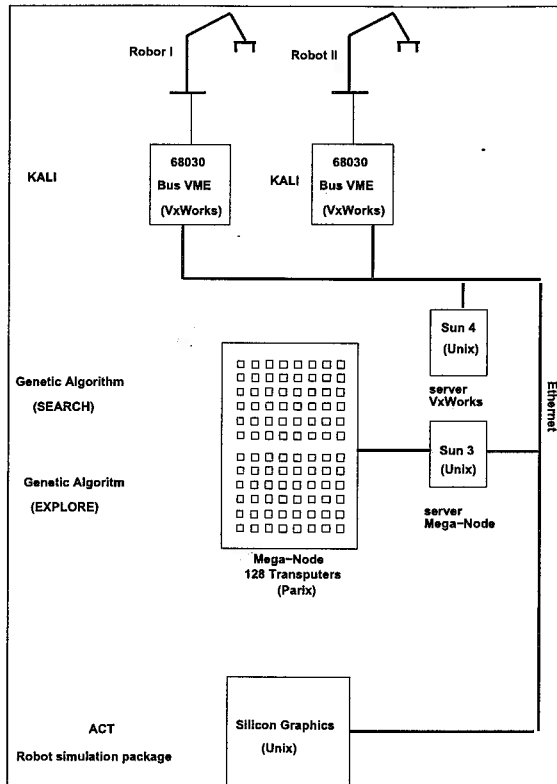 Robor I
Robot II
68030
Bus VME
(VxWorks)
KALI
KALI
68030
Bus VME
(VxWorks)
Sun 4
(Unix)
server
VxWorks
Ethernet
Genetic Algorithm
(SEARCH)
Genetic Algoritm
(EXPLORE)
Sun 3
(Unix)
server
Mega-Node
Mega-Node
128 Transputers
(Parix)
ACT
Robot simulation package
Silicon Graphics
(Unix)